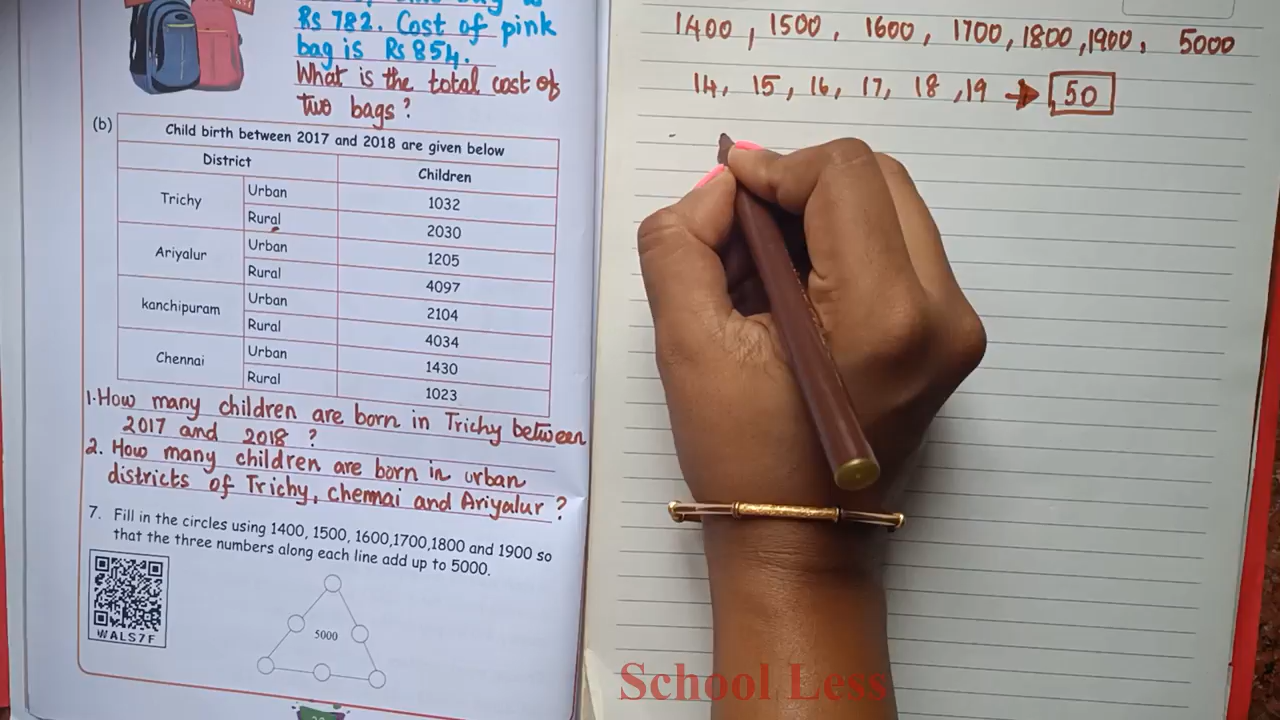 Rs 782. Cost of pink
bag is Rs 854.
What is the total cost of
two bags?
(b)
Child birth between 2017 and 2018 are given below
District Children
Trichy Urban 1032
Rural 2030
Ariyalur Urban 1205
Rural 4097
kanchipuram Urban 2104
Rural 4034
Chennai Urban 1430
Rural 1023
1. How many children are born in Trichy between
2017 and 2018 ?
2. How many children are born in urban
districts of Trichy, chennai and Ariyalur ?
7. Fill in the circles using 1400, 1500, 1600,1700,1800 and 1900 so
that the three numbers along each line add up to 5000.
5000
WALS7F
1400 , 1500 , 1600 , 1700 , 1800 ,1900 , 5000
14, 15, 16, 17, 18 ,19 → 50
School Less